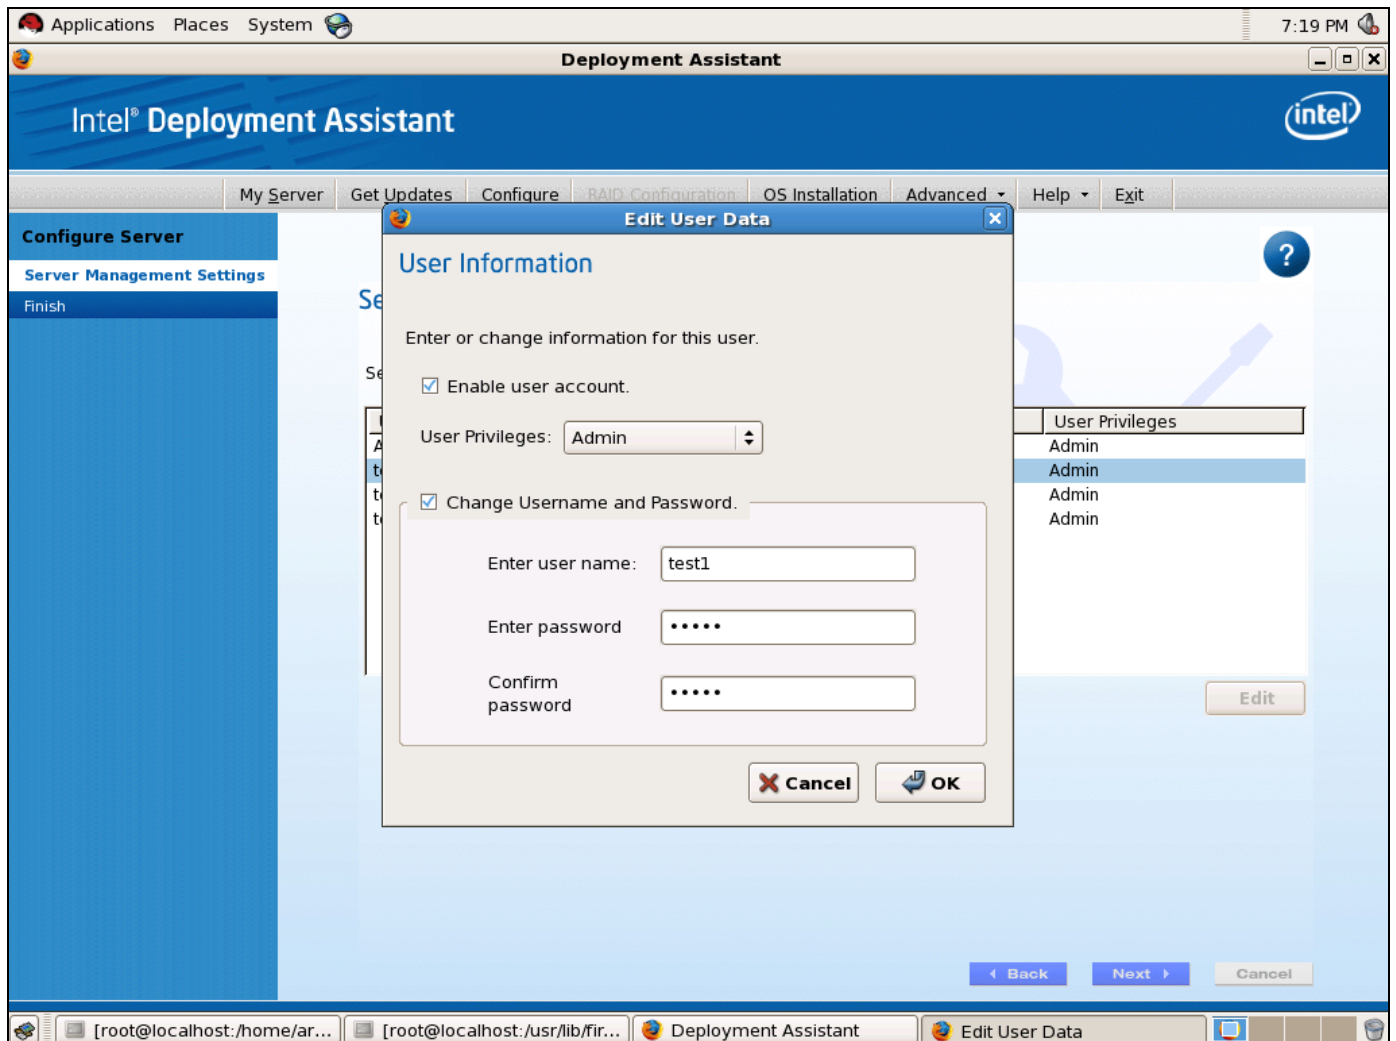 Applications Places System 7:19 PM
Deployment Assistant
Intel® Deployment Assistant
intel
My Server Get Updates Configure RAID Configuration OS Installation Advanced Help Exit
Configure Server
Server Management Settings
Finish
Edit User Data
User Information
?
Enter or change information for this user.
Enable user account.
User Privileges: Admin
User Privileges
Admin
Admin
Admin
Admin
Change Username and Password.
Enter user name: test1
Enter password •••••
Confirm
password •••••
Edit
Cancel OK
Back Next Cancel
[root@localhost:/home/ar... [root@localhost:/usr/lib/fir... Deployment Assistant Edit User Data